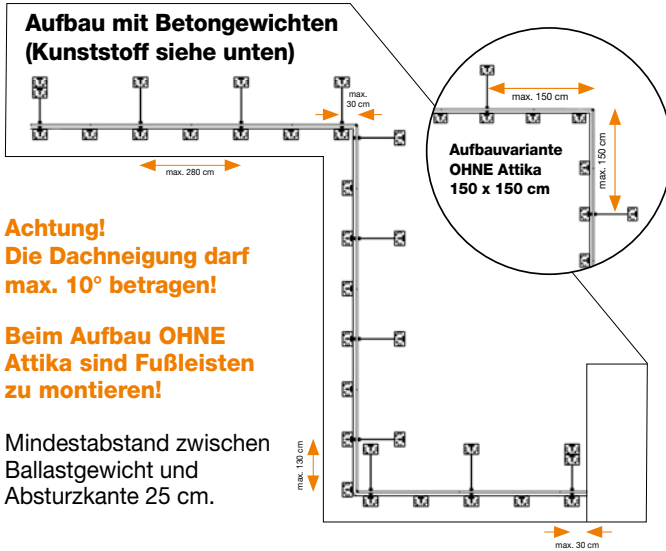 Aufbau mit Betongewichten
(Kunststoff siehe unten)
max.
30 cm
max. 150 cm
max. 150 cm
Aufbauvariante
OHNE Attika
150 x 150 cm
max. 280 cm
Achtung!
Die Dachneigung darf
max. 10° betragen!
Beim Aufbau OHNE
Attika sind Fußleisten
zu montieren!
Mindestabstand zwischen
Ballastgewicht und
Absturzkante 25 cm.
max. 130 cm
max. 30 cm